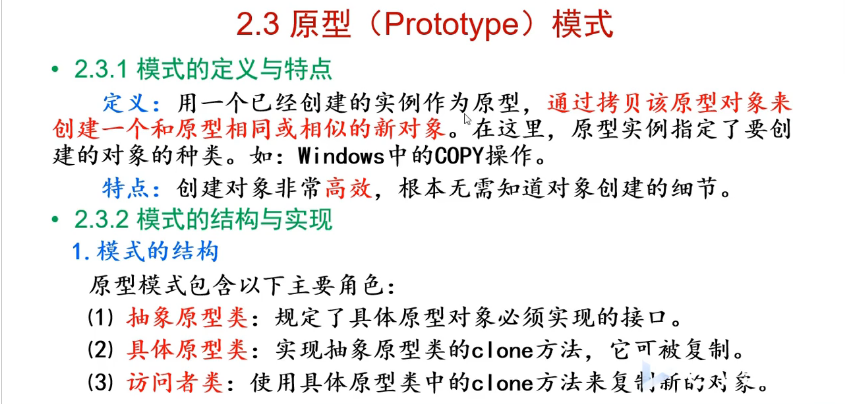 2.3 原型（Prototype）模式
• 2.3.1 模式的定义与特点
定义：用一个已经创建的实例作为原型，通过拷贝该原型对象来
创建一个和原型相同或相似的新对象。在这里，原型实例指定了要创
建的对象的种类。如：Windows中的COPY操作。
特点：创建对象非常高效，根本无需知道对象创建的细节。
• 2.3.2 模式的结构与实现
1.模式的结构
原型模式包含以下主要角色：
(1) 抽象原型类：规定了具体原型对象必须实现的接口。
(2) 具体原型类：实现抽象原型类的clone方法，它可被复制。
(3) 访问者类：使用具体原型类中的clone方法来复制新的对象。